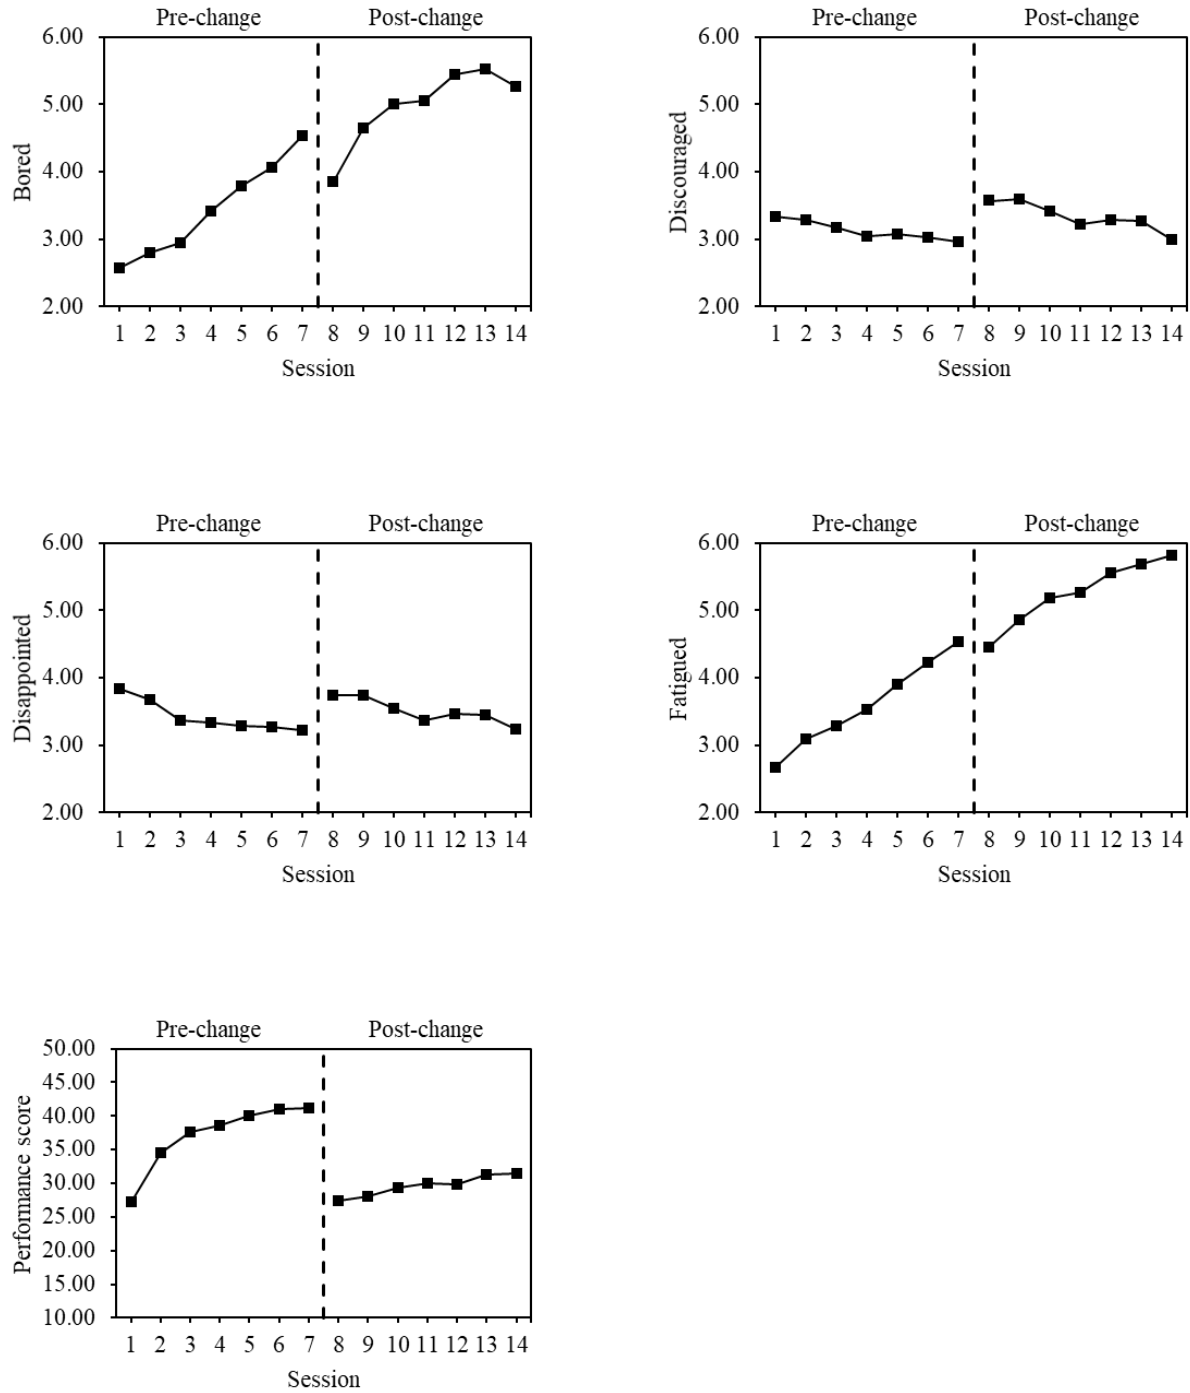 Pre-change Post-change
6.00
5.00
4.00
3.00
2.00
Bored
1 2 3 4 5 6 7 8 9 10 11 12 13 14
Session
Pre-change Post-change
6.00
5.00
4.00
3.00
2.00
Discouraged
1 2 3 4 5 6 7 8 9 10 11 12 13 14
Session
Pre-change Post-change
6.00
5.00
4.00
3.00
2.00
Disappointed
1 2 3 4 5 6 7 8 9 10 11 12 13 14
Session
Pre-change Post-change
6.00
5.00
4.00
3.00
2.00
Fatigued
1 2 3 4 5 6 7 8 9 10 11 12 13 14
Session
Pre-change Post-change
50.00
45.00
40.00
35.00
30.00
25.00
20.00
15.00
10.00
Performance score
1 2 3 4 5 6 7 8 9 10 11 12 13 14
Session